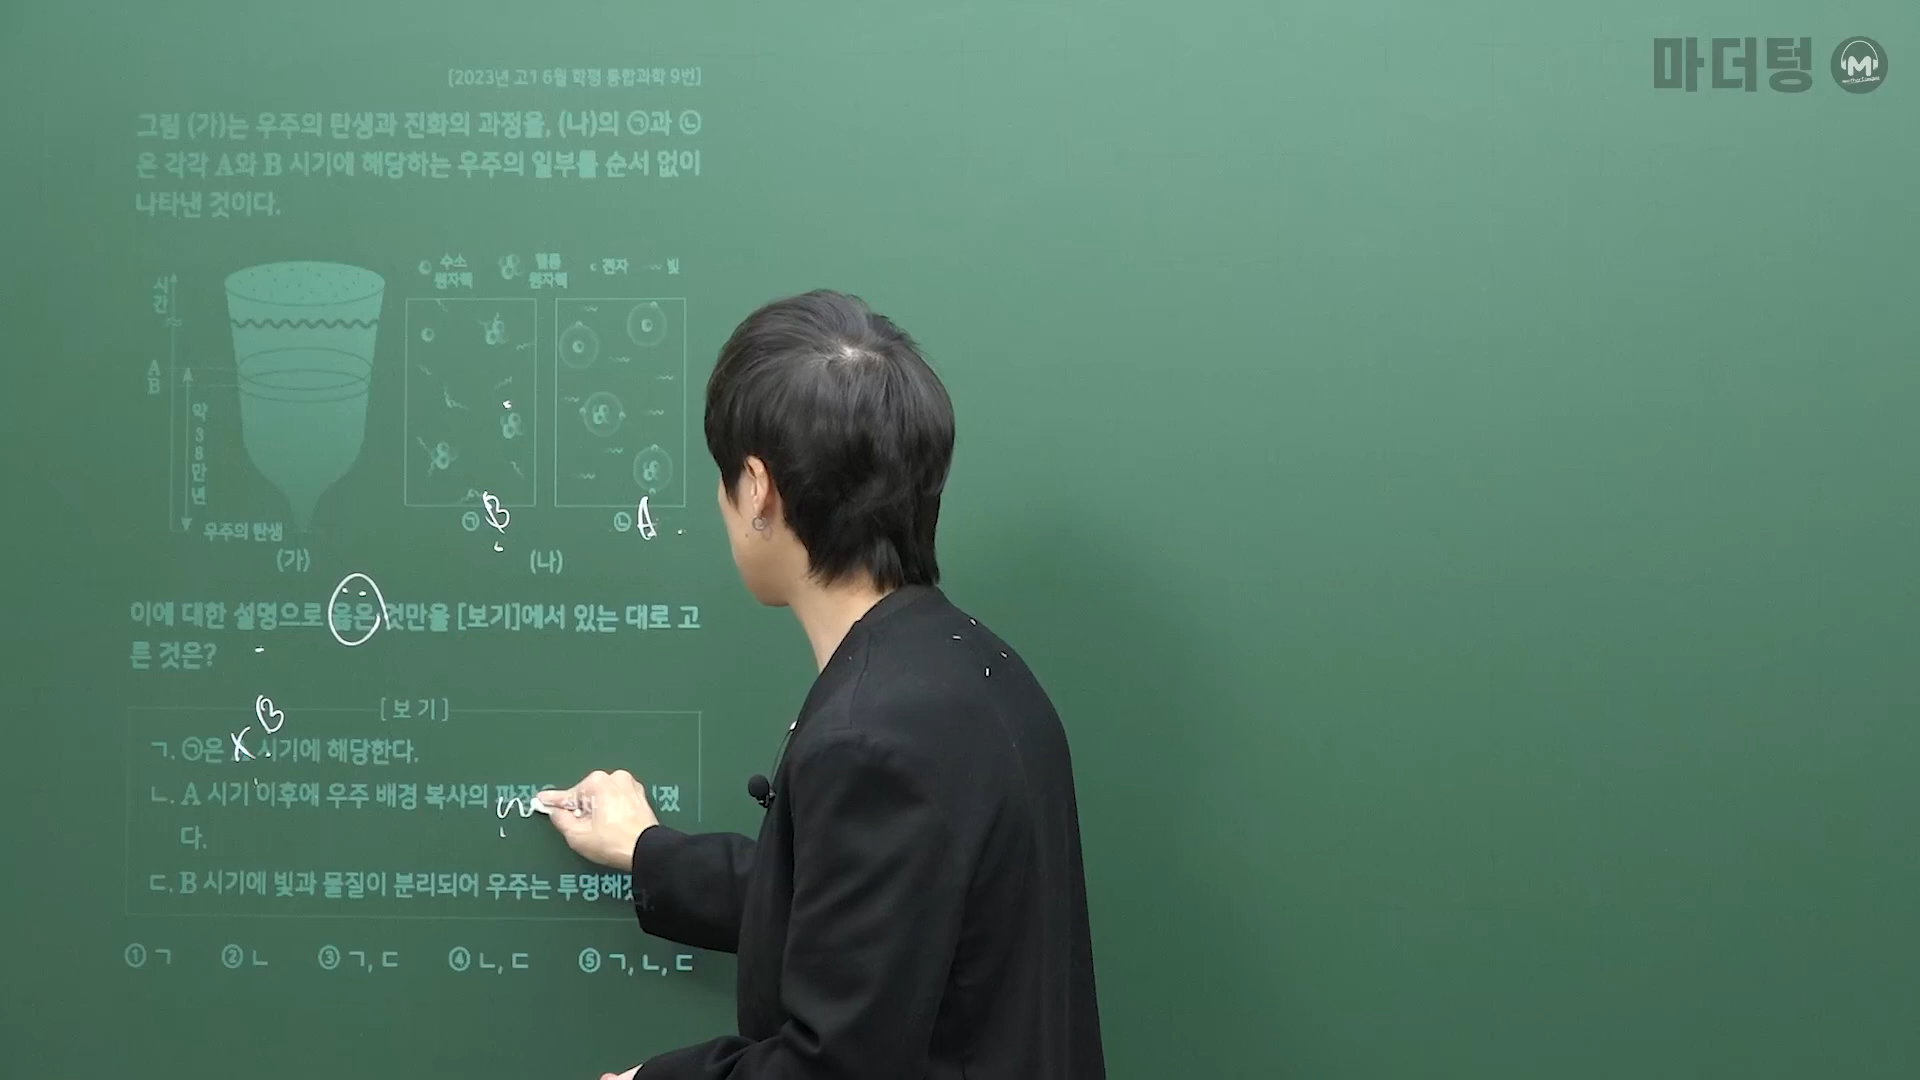 마더텅 M
[2023년 고1 6월 학평 통합과학 9번]
그림 (가)는 우주의 탄생과 진화의 과정을, (나)의 ㉠과 ㉡
은 각각 A와 B 시기에 해당하는 우주의 일부를 순서 없이
나타낸 것이다.
수소 원자핵 헬륨 원자핵 전자 빛
시간
A
B
약 38만 년
우주의 탄생
㉠ B ㉡ A
(가) (나)
이에 대한 설명으로 옳은 것만을 [보기]에서 있는 대로 고
른 것은?
[보기]
B
ㄱ. ㉠은 시기에 해당한다.
ㄴ. A 시기 이후에 우주 배경 복사의 졌
다.
ㄷ. B 시기에 빛과 물질이 분리되어 우주는 투명해졌
① ㄱ ② ㄴ ③ ㄱ, ㄷ ④ ㄴ, ㄷ ⑤ ㄱ, ㄴ, ㄷ